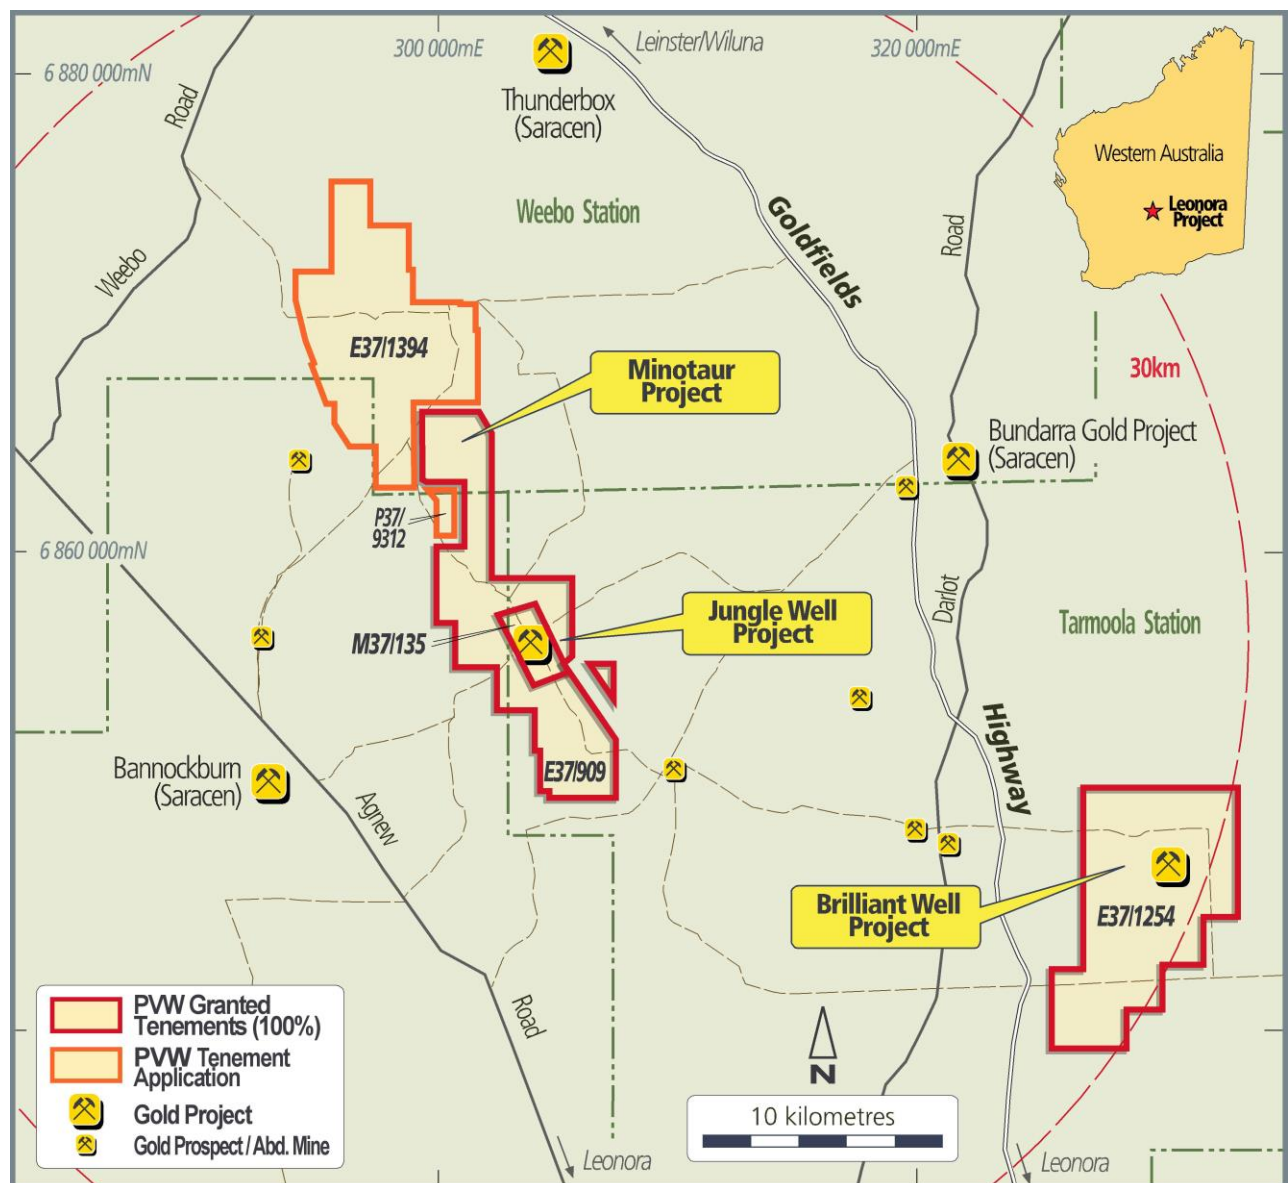 300 000mE
320 000mE
Leinster/Wiluna
6 880 000mN
Thunderbox
(Saracen)
Road
Western Australia
Leonora
Project
Weebo Station
Goldfields
Road
Weebo
E37/1394
Minotaur
Project
30km
Bundarra Gold Project
(Saracen)
P37/
9312
6 860 000mN
Darlot
Jungle Well
Project
M37/135
Tarmoola Station
Highway
Bannockburn
(Saracen)
E37/909
Agnew
Brilliant Well
Project
E37/1254
Road
PVW Granted
Tenements (100%)
PVW Tenement
Application
Gold Project
Gold Prospect / Abd. Mine
N
10 kilometres
Leonora
Leonora